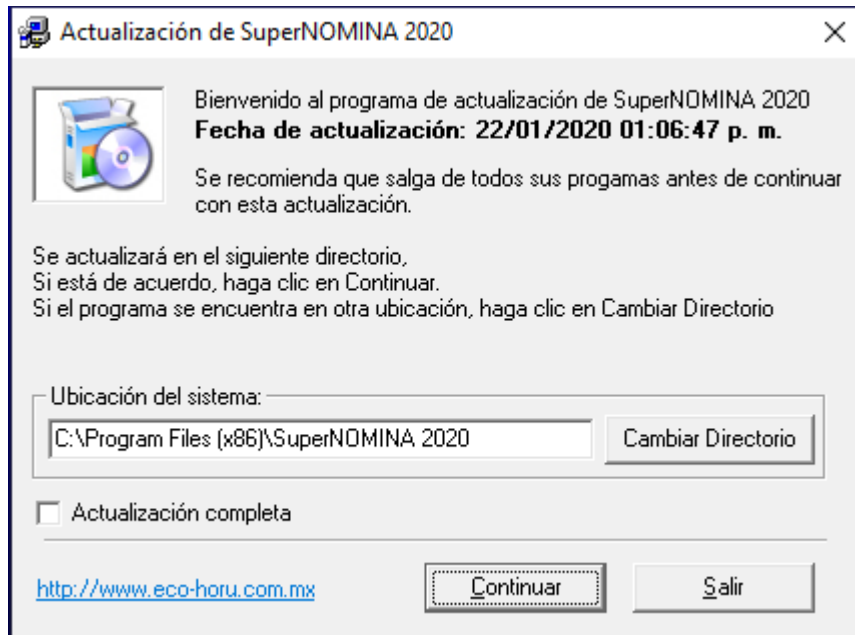 Actualización de SuperNOMINA 2020
Bienvenido al programa de actualización de SuperNOMINA 2020
Fecha de actualización: 22/01/2020 01:06:47 p. m.
Se recomienda que salga de todos sus progamas antes de continuar
con esta actualización.
Se actualizará en el siguiente directorio,
Si está de acuerdo, haga clic en Continuar.
Si el programa se encuentra en otra ubicación, haga clic en Cambiar Directorio
Ubicación del sistema:
C:\Program Files (x86)\SuperNOMINA 2020
Cambiar Directorio
Actualización completa
http://www.eco-horu.com.mx
Continuar
Salir